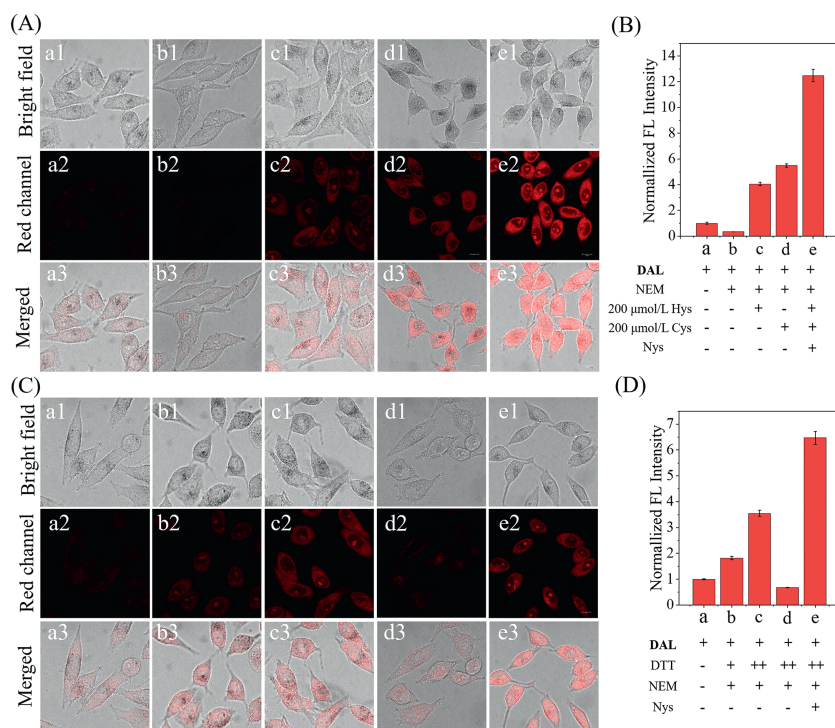 (A)
a1
b1
c1
d1
e1
Bright field
a2
b2
c2
d2
e2
Red channel
a3
b3
c3
d3
e3
Merged
(B)
Normallized FL Intensity
14
12
10
8
6
4
2
0
a b c d e
DAL + + + + +
NEM - + + + +
200 μmol/L Hys - - + - +
200 μmol/L Cys - - - + +
Nys - - - - +
(C)
a1
b1
c1
d1
e1
Bright field
a2
b2
c2
d2
e2
Red channel
a3
b3
c3
d3
e3
Merged
(D)
Normallized FL Intensity
7
6
5
4
3
2
1
0
a b c d e
DAL + + + + +
DTT - + ++ ++ ++
NEM - + + + +
Nys - - - - +